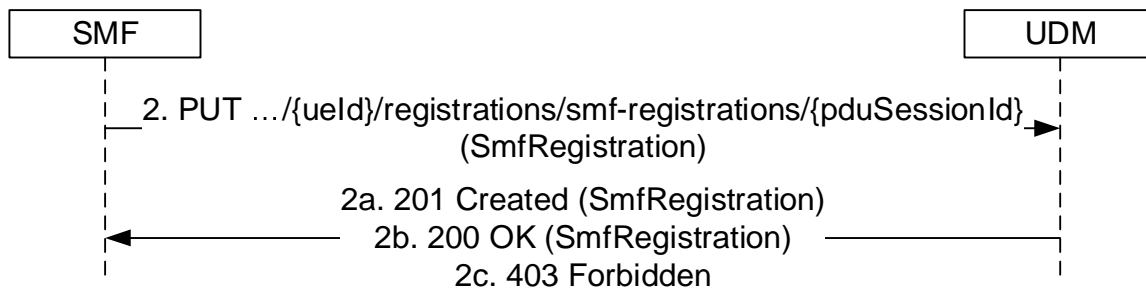 SMF
UDM
2. PUT …/{ueId}/registrations/smf-registrations/{pduSessionId}
(SmfRegistration)
2a. 201 Created (SmfRegistration)
2b. 200 OK (SmfRegistration)
2c. 403 Forbidden